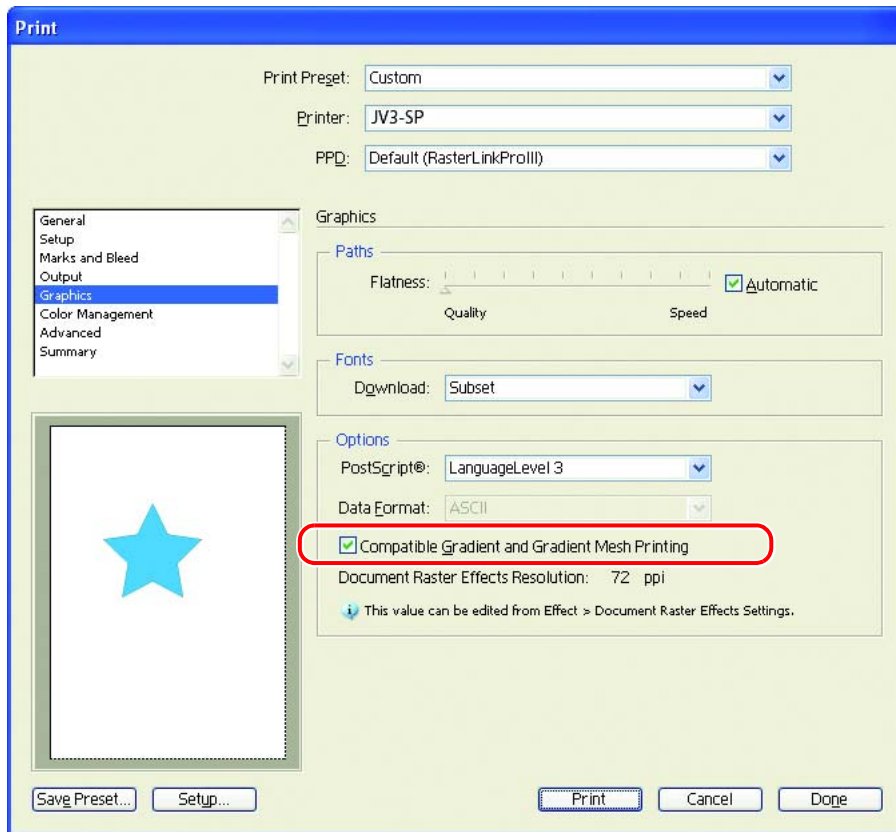 Print
Print Preset: Custom
Printer: JV3-SP
PPD: Default (RasterLinkProIII)
General
Setup
Marks and Bleed
Output
Graphics
Color Management
Advanced
Summary
Graphics
Paths
Flatness: Automatic
Quality Speed
Fonts
Download: Subset
Options
PostScript®: LanguageLevel 3
Data Format: ASCII
Compatible Gradient and Gradient Mesh Printing
Document Raster Effects Resolution: 72 ppi
This value can be edited from Effect > Document Raster Effects Settings.
Save Preset... Setup... Print Cancel Done